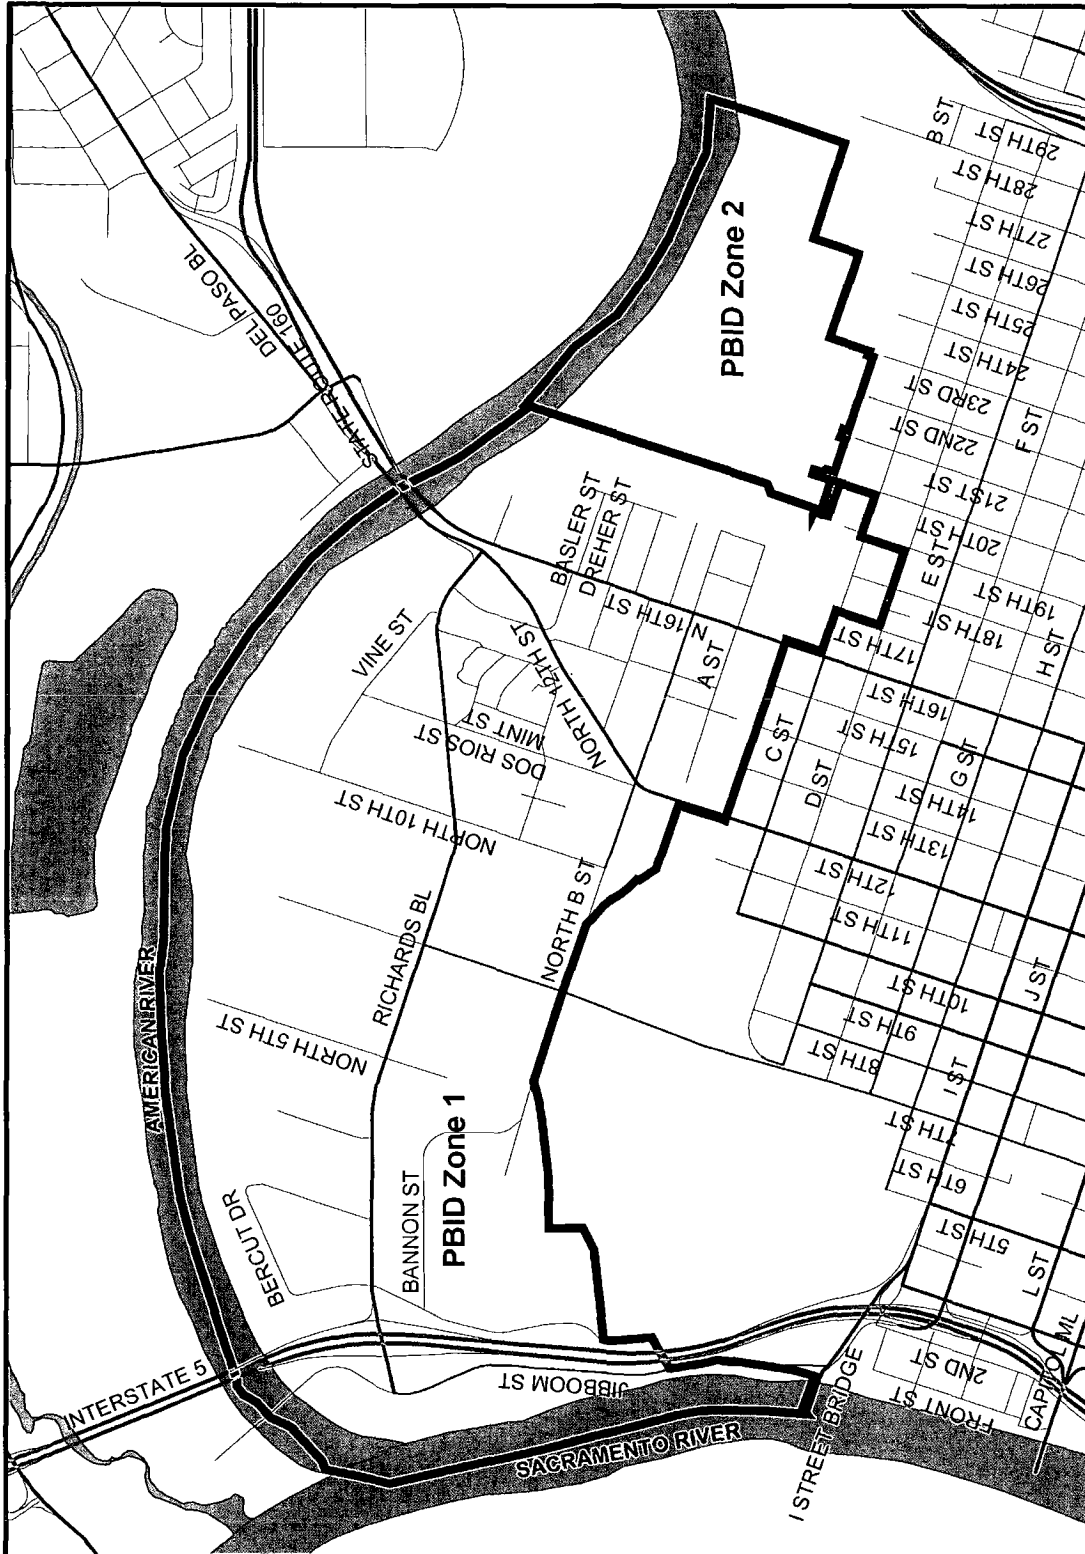 B ST
29TH ST
28TH ST
27TH ST
26TH ST
25TH ST
24TH ST
23RD ST
22ND ST
21ST ST
20TH ST
19TH ST
18TH ST
17TH ST
16TH ST
15TH ST
14TH ST
13TH ST
12TH ST
11TH ST
10TH ST
9TH ST
8TH ST
7TH ST
6TH ST
5TH ST
2ND ST
FRONT ST
CAPITOL ML
L ST
J ST
I ST
H ST
G ST
F ST
E ST
D ST
C ST
A ST
PBID Zone 2
DEL PASO BL
STATE ROUTE 160
BASLER ST
DREHER ST
N 16TH ST
NORTH 12TH ST
VINE ST
MINT ST
DOS RIOS ST
NORTH 10TH ST
RICHARDS BL
NORTH B ST
NORTH 5TH ST
AMERICAN RIVER
PBID Zone 1
BANNON ST
BERCUT DR
INTERSTATE 5
JIBBOOM ST
SACRAMENTO RIVER
I STREET BRIDGE